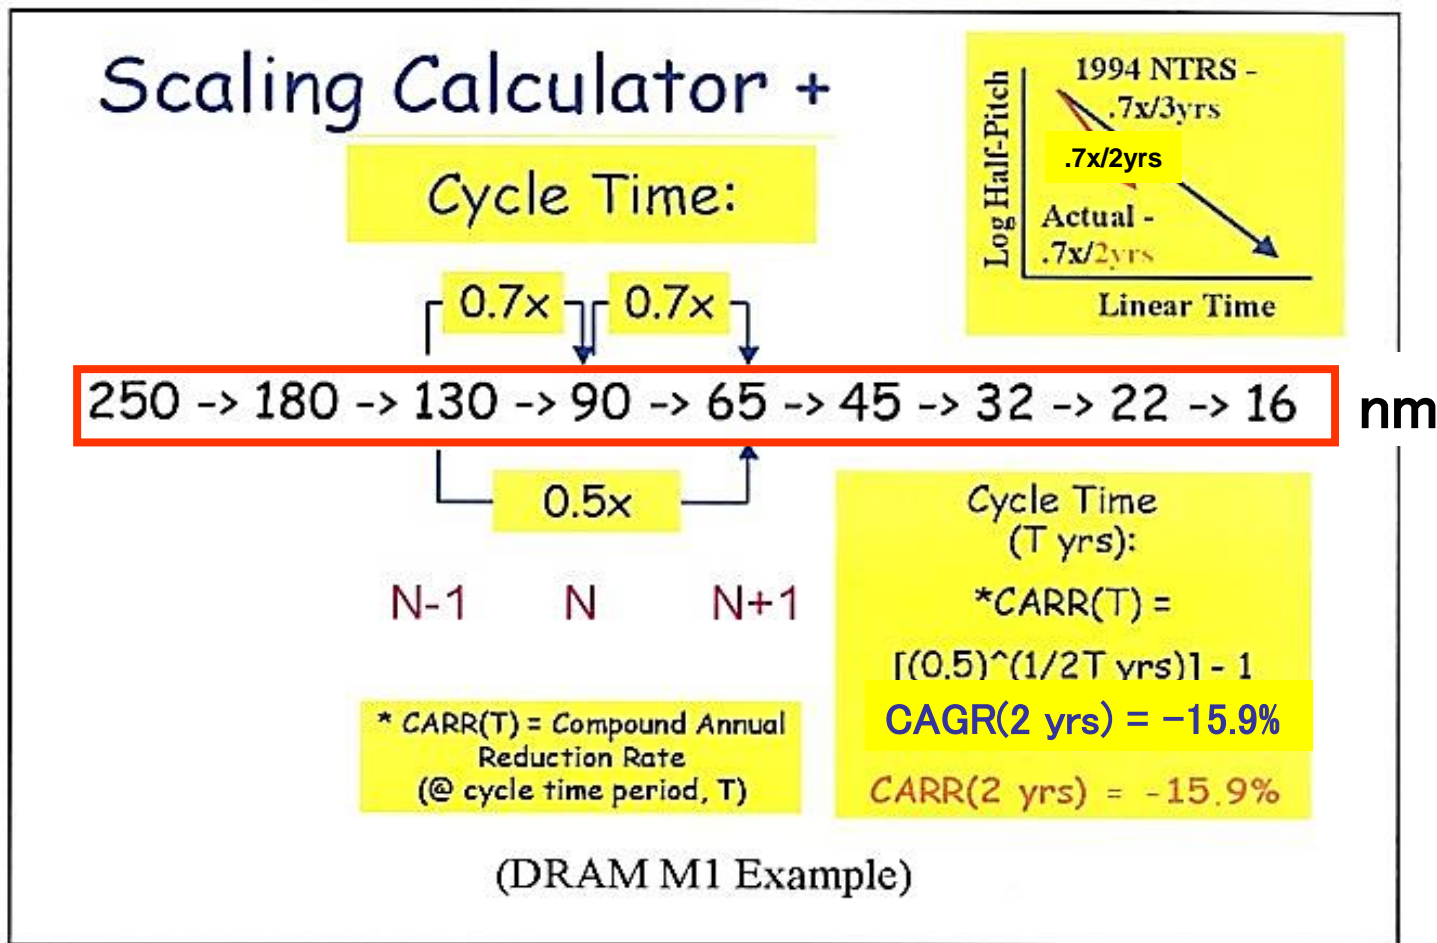 Scaling Calculator +
Cycle Time:
1994 NTRS -
.7x/3yrs
.7x/2yrs
Actual -
.7x/2yrs
Log Half-Pitch
Linear Time
0.7x
0.7x
250 -> 180 -> 130 -> 90 -> 65 -> 45 -> 32 -> 22 -> 16
nm
0.5x
N-1 N N+1
Cycle Time
(T yrs):
*CARR(T) =
[(0.5)^(1/2T yrs)] - 1
CAGR(2 yrs) = -15.9%
CARR(2 yrs) = -15.9%
* CARR(T) = Compound Annual
Reduction Rate
(@ cycle time period, T)
(DRAM M1 Example)